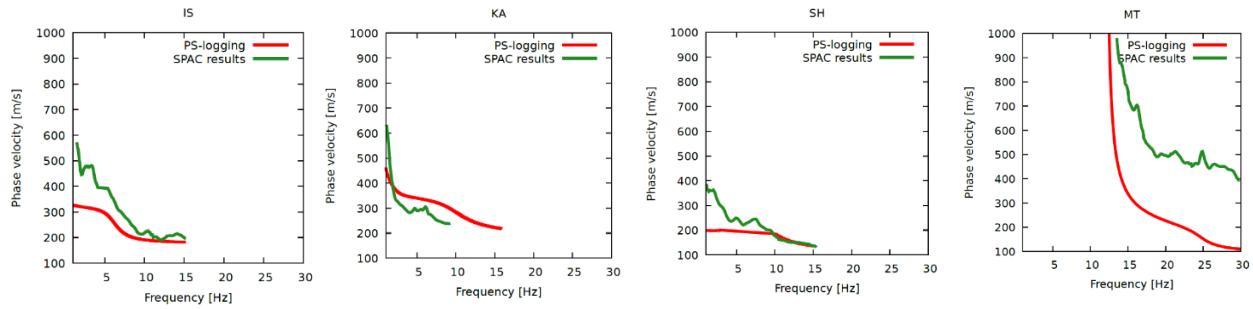 IS
1000
900
800
700
600
500
400
300
200
100
5 10 15 20 25 30
Phase velocity [m/s]
Frequency [Hz]
PS-logging
SPAC results
KA
1000
900
800
700
600
500
400
300
200
100
5 10 15 20 25 30
Phase velocity [m/s]
Frequency [Hz]
PS-logging
SPAC results
SH
1000
900
800
700
600
500
400
300
200
100
5 10 15 20 25 30
Phase velocity [m/s]
Frequency [Hz]
PS-logging
SPAC results
MT
1000
900
800
700
600
500
400
300
200
100
5 10 15 20 25 30
Phase velocity [m/s]
Frequency [Hz]
PS-logging
SPAC results